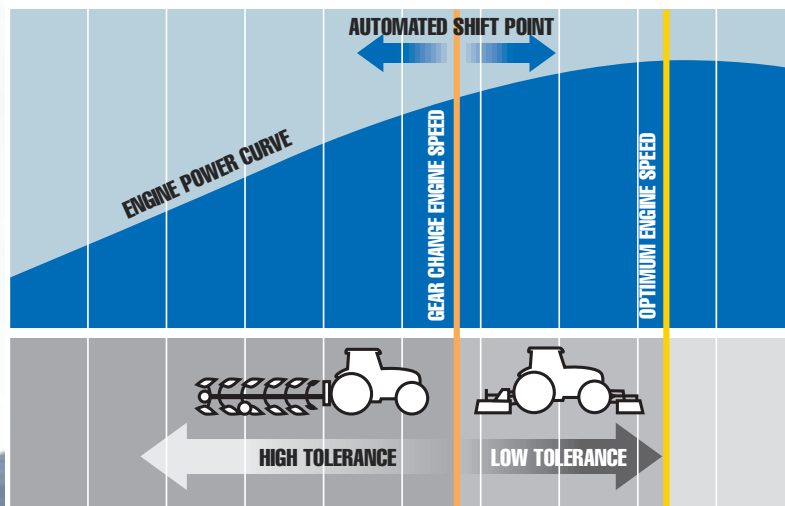 AUTOMATED SHIFT POINT
ENGINE POWER CURVE
GEAR CHANGE ENGINE SPEED
OPTIMUM ENGINE SPEED
HIGH TOLERANCE
LOW TOLERANCE